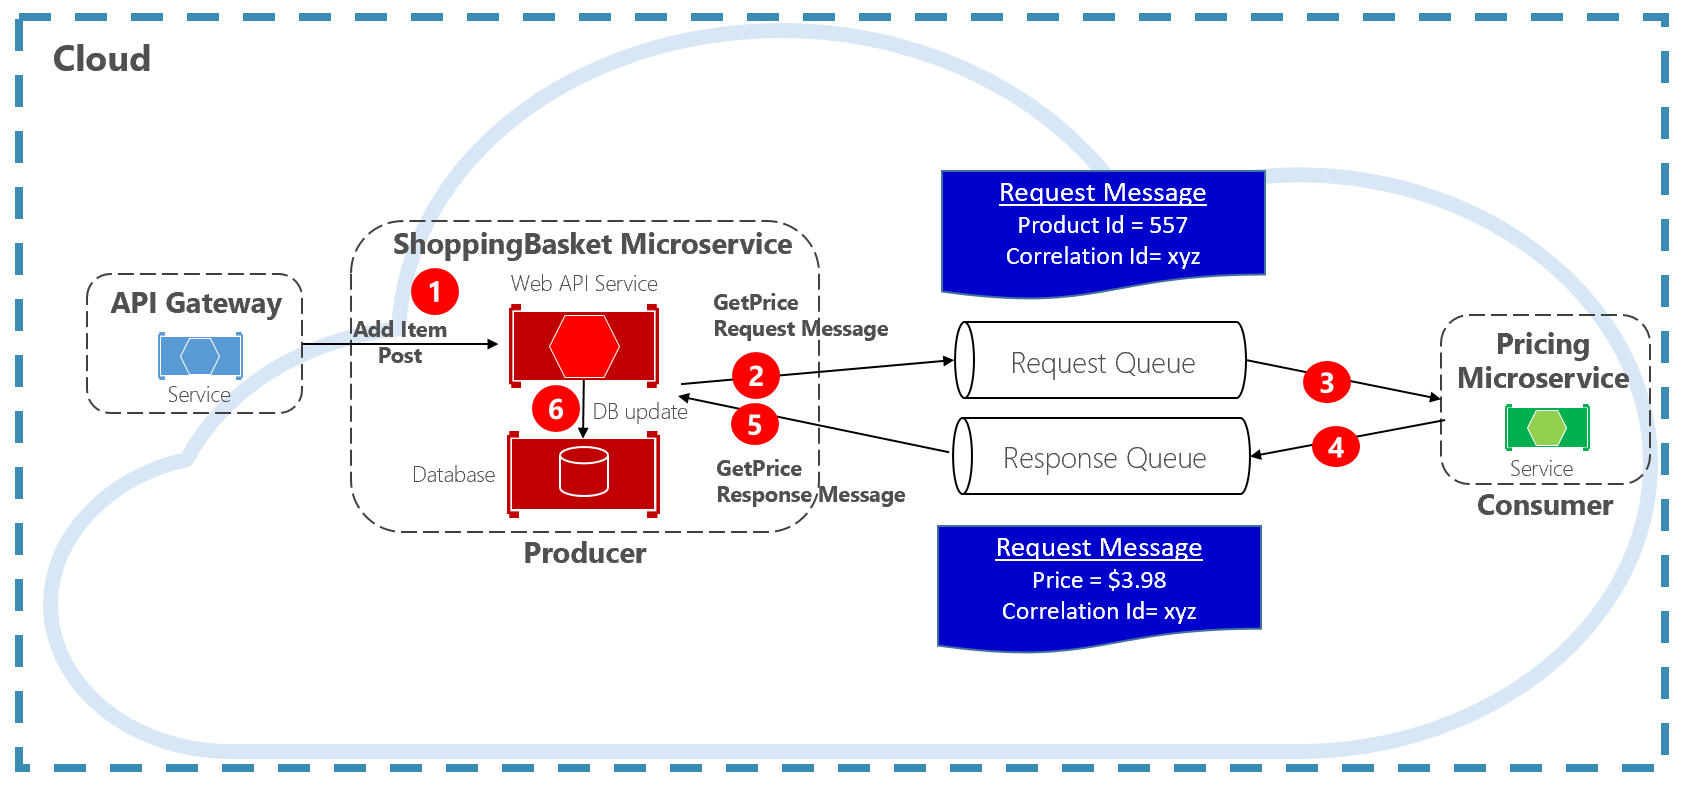 Cloud
API Gateway
Service
ShoppingBasket Microservice
Web API Service
1
Add Item
Post
6
DB update
Database
Producer
GetPrice
Request Message
2
5
GetPrice
Response Message
Request Message
Product Id = 557
Correlation Id= xyz
Request Queue
Response Queue
Request Message
Price = $3.98
Correlation Id= xyz
3
4
Pricing
Microservice
Service
Consumer